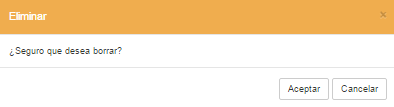 Eliminar
×
¿Seguro que desea borrar?
Aceptar
Cancelar